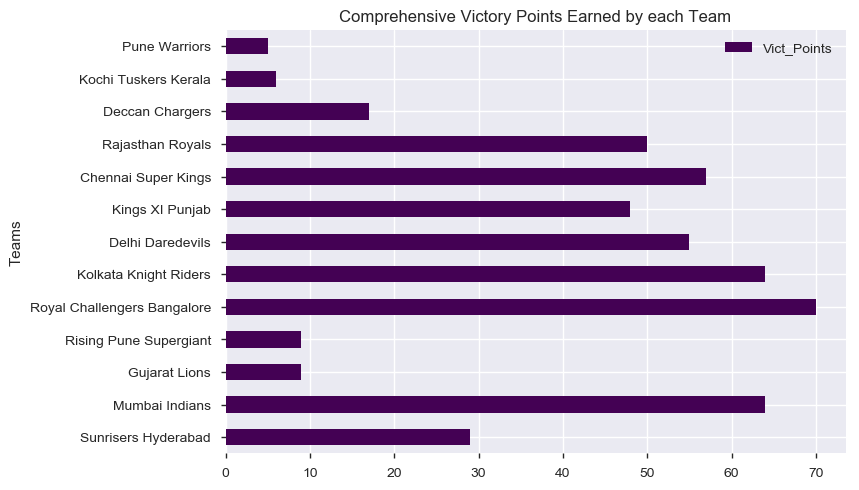 Comprehensive Victory Points Earned by each Team
Vict_Points
Teams
Pune Warriors
Kochi Tuskers Kerala
Deccan Chargers
Rajasthan Royals
Chennai Super Kings
Kings XI Punjab
Delhi Daredevils
Kolkata Knight Riders
Royal Challengers Bangalore
Rising Pune Supergiant
Gujarat Lions
Mumbai Indians
Sunrisers Hyderabad
0 10 20 30 40 50 60 70